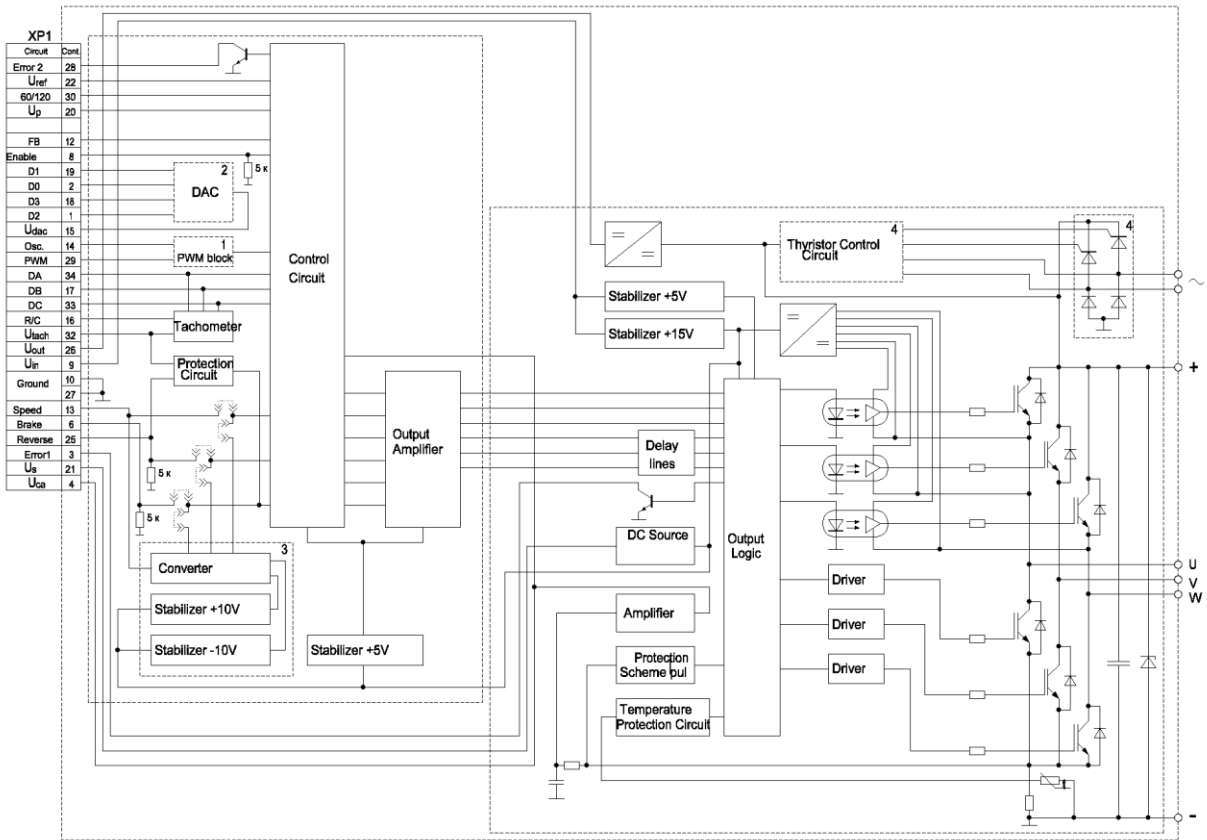 XP1
Circuit Cont.
Error 2 28
Uref 22
60/120 30
Up 20
FB 12
Enable 8
D1 19
D0 2
D3 18
D2 1
Udac 15
Osc. 14
PWM 29
DA 34
DB 17
DC 33
R/C 16
Utach 32
Uout 26
Uin 9
Ground 10
27
Speed 13
Brake 6
Reverse 25
Error1 3
Us 21
Uca 4
5 к
2
DAC
1
PWM block
Tachometer
Protection
Circuit
5 к
5 к
3
Converter
Stabilizer +10V
Stabilizer -10V
Control
Circuit
Stabilizer +5V
Output
Amplifier
=
=
Stabilizer +5V
Stabilizer +15V
Thyristor Control
Circuit
4
4
=
=
Delay
lines
DC Source
Amplifier
Protection
Scheme pul
Temperature
Protection Circuit
Output
Logic
Driver
Driver
Driver
~
+
U
V
W
-